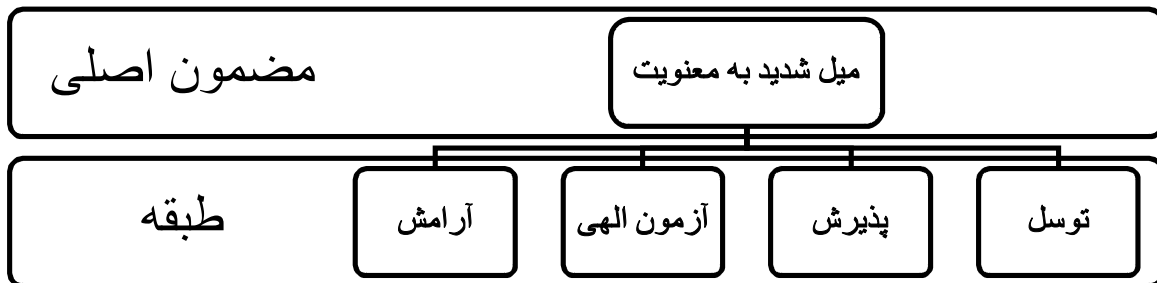 مضمون اصلی
میل شدید به معنویت
طبقه
توسل
پذیرش
آزمون الهی
آرامش